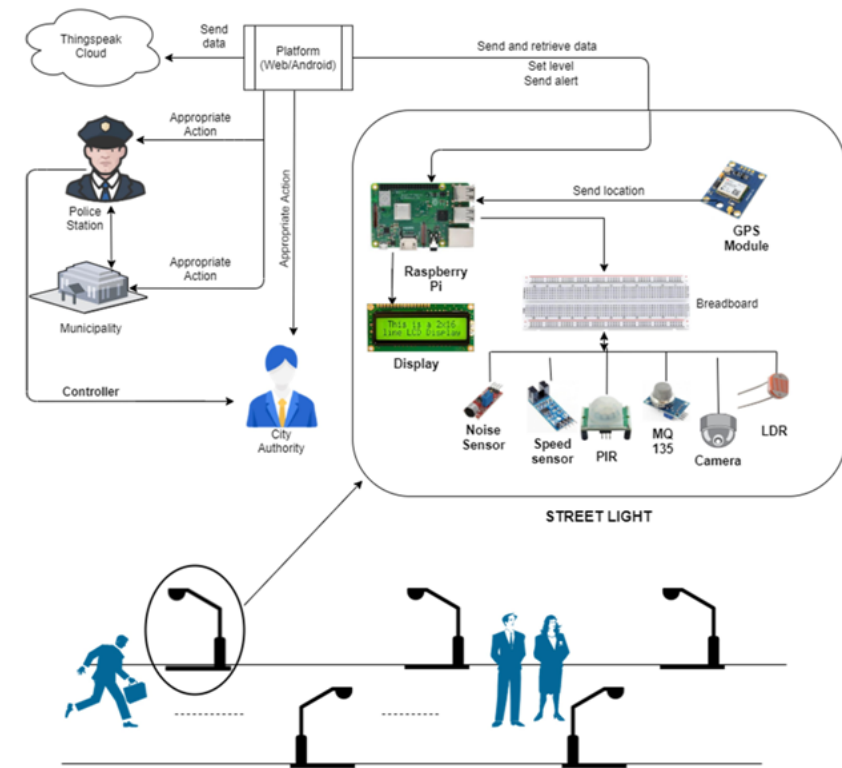 Thingspeak
Cloud
Send
data
Platform
(Web/Android)
Send and retrieve data
Set level
Send alert
Appropriate
Action
Police
Station
Appropriate
Action
Municipality
Appropriate Action
Controller
City
Authority
Send location
GPS
Module
Raspberry
Pi
This is a 2x16
line LCD Display
Display
Breadboard
Noise
Sensor
Speed
sensor
PIR
MQ
135
Camera
LDR
STREET LIGHT